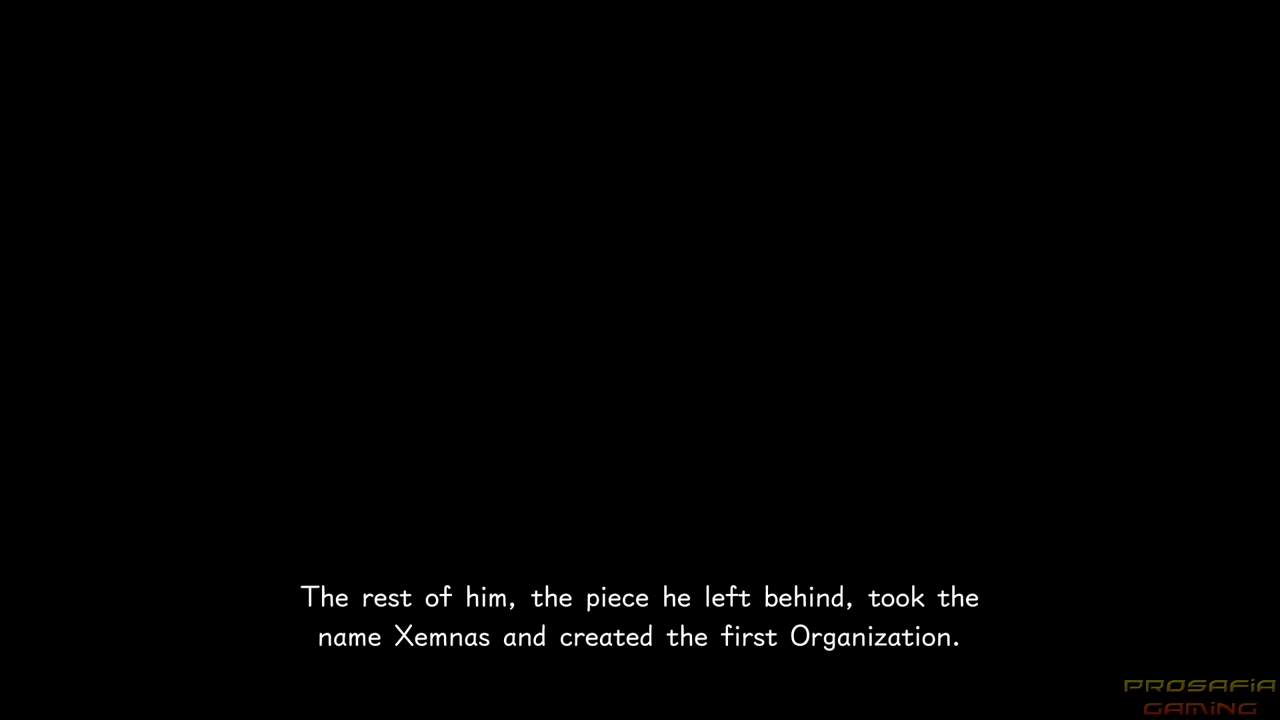 The rest of him, the piece he left behind, took the
name Xemnas and created the first Organization.
PROSAFiA
GAMiNG